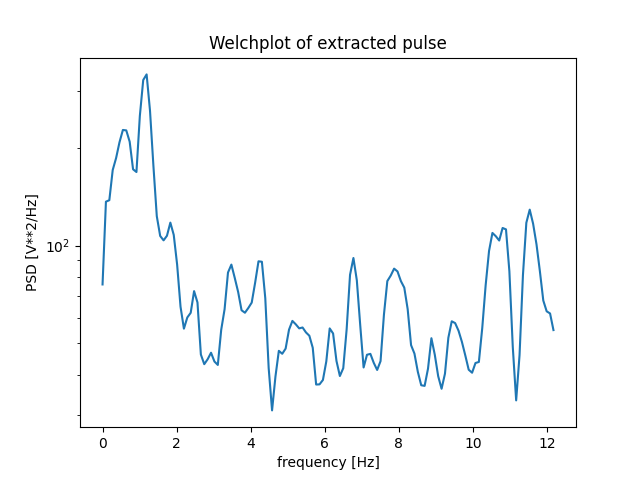 Welchplot of extracted pulse
PSD [V**2/Hz]
10²
0 2 4 6 8 10 12
frequency [Hz]